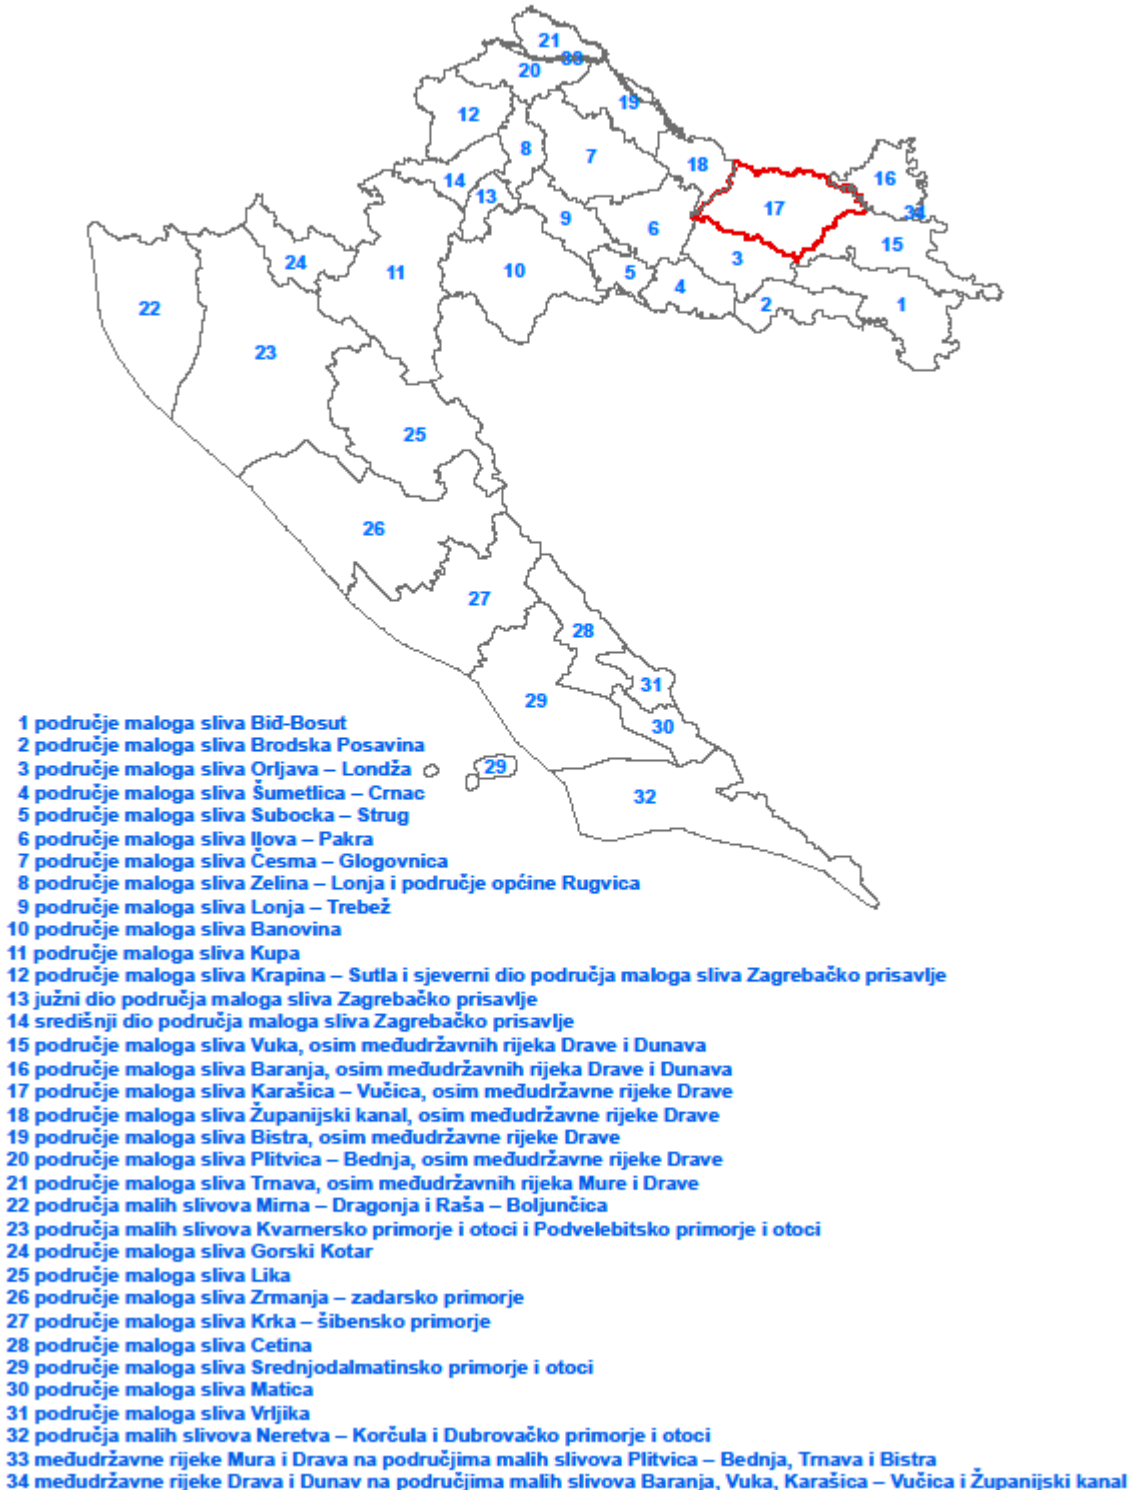 21
33
20
19
12
8
7
18
16
14
13
17
34
9
6
15
24
11
10
5
4
3
2
1
22
23
25
26
27
28
31
29
30
29
32
1 područje maloga sliva Biđ-Bosut
2 područje maloga sliva Brodska Posavina
3 područje maloga sliva Orljava – Londža
4 područje maloga sliva Šumetlica – Crnac
5 područje maloga sliva Subocka – Strug
6 područje maloga sliva Ilova – Pakra
7 područje maloga sliva Česma – Glogovnica
8 područje maloga sliva Zelina – Lonja i područje općine Rugvica
9 područje maloga sliva Lonja – Trebež
10 područje maloga sliva Banovina
11 područje maloga sliva Kupa
12 područje maloga sliva Krapina – Sutla i sjeverni dio područja maloga sliva Zagrebačko prisavlje
13 južni dio područja maloga sliva Zagrebačko prisavlje
14 središnji dio područja maloga sliva Zagrebačko prisavlje
15 područje maloga sliva Vuka, osim međudržavnih rijeka Drave i Dunava
16 područje maloga sliva Baranja, osim međudržavnih rijeka Drave i Dunava
17 područje maloga sliva Karašica – Vučica, osim međudržavne rijeke Drave
18 područje maloga sliva Županijski kanal, osim međudržavne rijeke Drave
19 područje maloga sliva Bistra, osim međudržavne rijeke Drave
20 područje maloga sliva Plitvica – Bednja, osim međudržavne rijeke Drave
21 područje maloga sliva Trnava, osim međudržavnih rijeka Mure i Drave
22 područja malih slivova Mirna – Dragonja i Raša – Boljunčica
23 područja malih slivova Kvarnersko primorje i otoci i Podvelebitsko primorje i otoci
24 područje maloga sliva Gorski Kotar
25 područje maloga sliva Lika
26 područje maloga sliva Zrmanja – zadarsko primorje
27 područje maloga sliva Krka – šibensko primorje
28 područje maloga sliva Cetina
29 područje maloga sliva Srednjodalmatinsko primorje i otoci
30 područje maloga sliva Matica
31 područje maloga sliva Vrljika
32 područja malih slivova Neretva – Korčula i Dubrovačko primorje i otoci
33 međudržavne rijeke Mura i Drava na područjima malih slivova Plitvica – Bednja, Trnava i Bistra
34 međudržavne rijeke Drava i Dunav na područjima malih slivova Baranja, Vuka, Karašica – Vučica i Županijski kanal